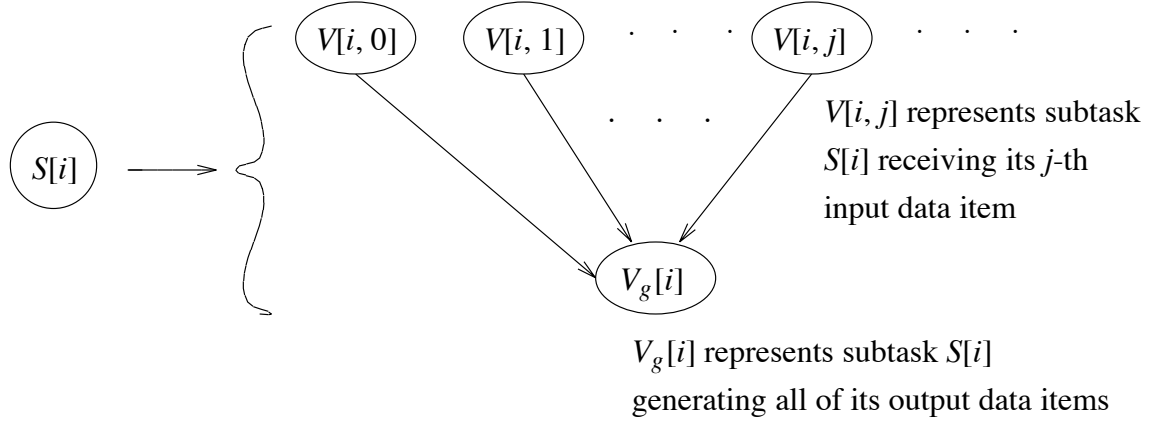 V[i, 0] V[i, 1] . . . V[i, j] . . .
. . .
V[i, j] represents subtask
S[i] receiving its j-th
input data item
S[i]
V_g[i]
V_g[i] represents subtask S[i]
generating all of its output data items